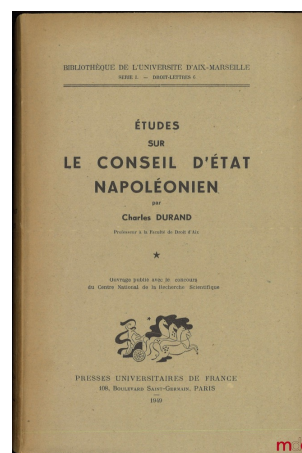 BIBLIOTHÈQUE DE L'UNIVERSITÉ D'AIX-MARSEILLE
SÉRIE I. — DROIT-LETTRES 5
ÉTUDES
SUR
LE CONSEIL D'ÉTAT
NAPOLÉONIEN
par
Charles DURAND
Professeur à la Faculté de Droit d'Aix
Ouvrage publié avec le concours
du Centre National de la Recherche Scientifique
PRESSES UNIVERSITAIRES DE FRANCE
108, BOULEVARD SAINT-GERMAIN, PARIS
1949